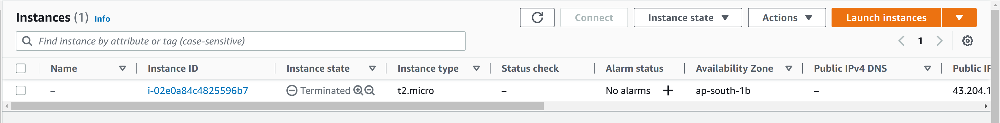 Instances (1) Info Connect Instance state Actions Launch instances
Find instance by attribute or tag (case-sensitive) 1
Name Instance ID Instance state Instance type Status check Alarm status Availability Zone Public IPv4 DNS Public IP
– i-02e0a84c4825596b7 Terminated t2.micro – No alarms + ap-south-1b – 43.204.1